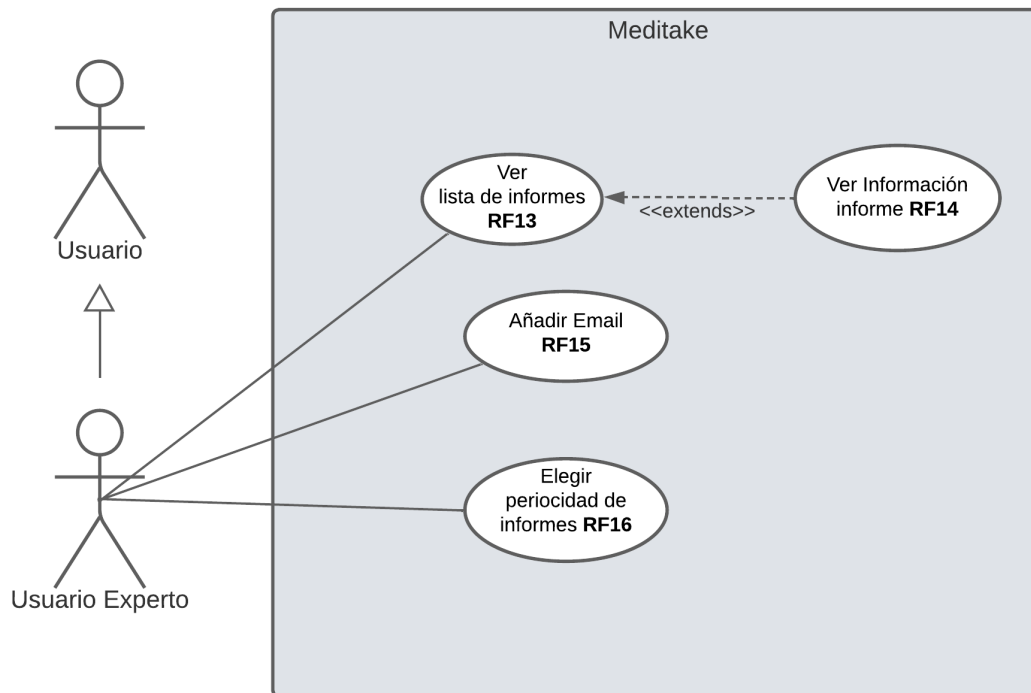 Meditake
Ver
lista de informes
RF13
<<extends>>
Ver Información
informe RF14
Usuario
Añadir Email
RF15
Elegir
periocidad de
informes RF16
Usuario Experto